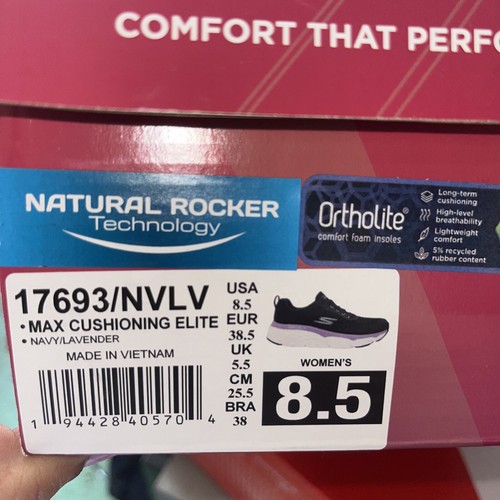 COMFORT THAT PERFO
NATURAL ROCKER
Technology
Ortholite®
comfort foam insoles
Long-term
cushioning
High-level
breathability
Lightweight
comfort
5% recycled
rubber content
17693/NVLV
• MAX CUSHIONING ELITE
• NAVY/LAVENDER
MADE IN VIETNAM
1 94428 40570 4
USA
8.5
EUR
38.5
UK
5.5
CM
25.5
BRA
38
WOMEN'S
8.5